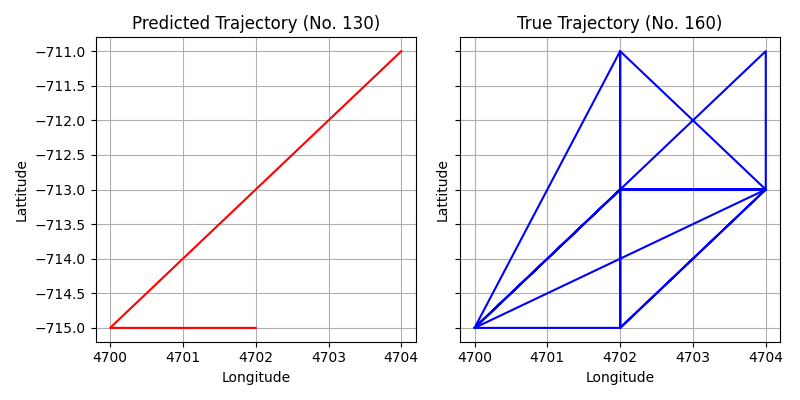 Predicted Trajectory (No. 130)
True Trajectory (No. 160)
Lattitude
−711.0
−711.5
−712.0
−712.5
−713.0
−713.5
−714.0
−714.5
−715.0
4700 4701 4702 4703 4704
Longitude
Lattitude
4700 4701 4702 4703 4704
Longitude